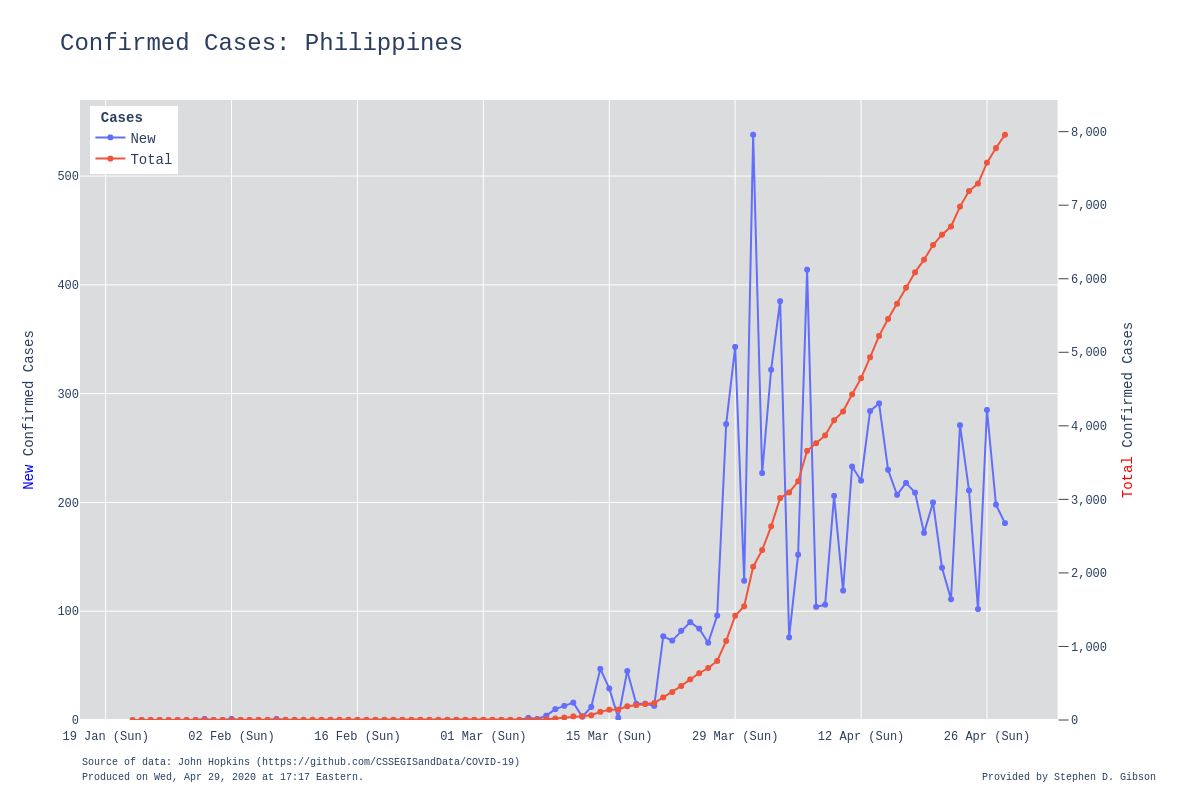 Confirmed Cases: Philippines
Cases
New
Total
500
400
300
200
100
0
New Confirmed Cases
8,000
7,000
6,000
5,000
4,000
3,000
2,000
1,000
0
Total Confirmed Cases
19 Jan (Sun) 02 Feb (Sun) 16 Feb (Sun) 01 Mar (Sun) 15 Mar (Sun) 29 Mar (Sun) 12 Apr (Sun) 26 Apr (Sun)
Source of data: John Hopkins (https://github.com/CSSEGISandData/COVID-19)
Produced on Wed, Apr 29, 2020 at 17:17 Eastern.
Provided by Stephen D. Gibson